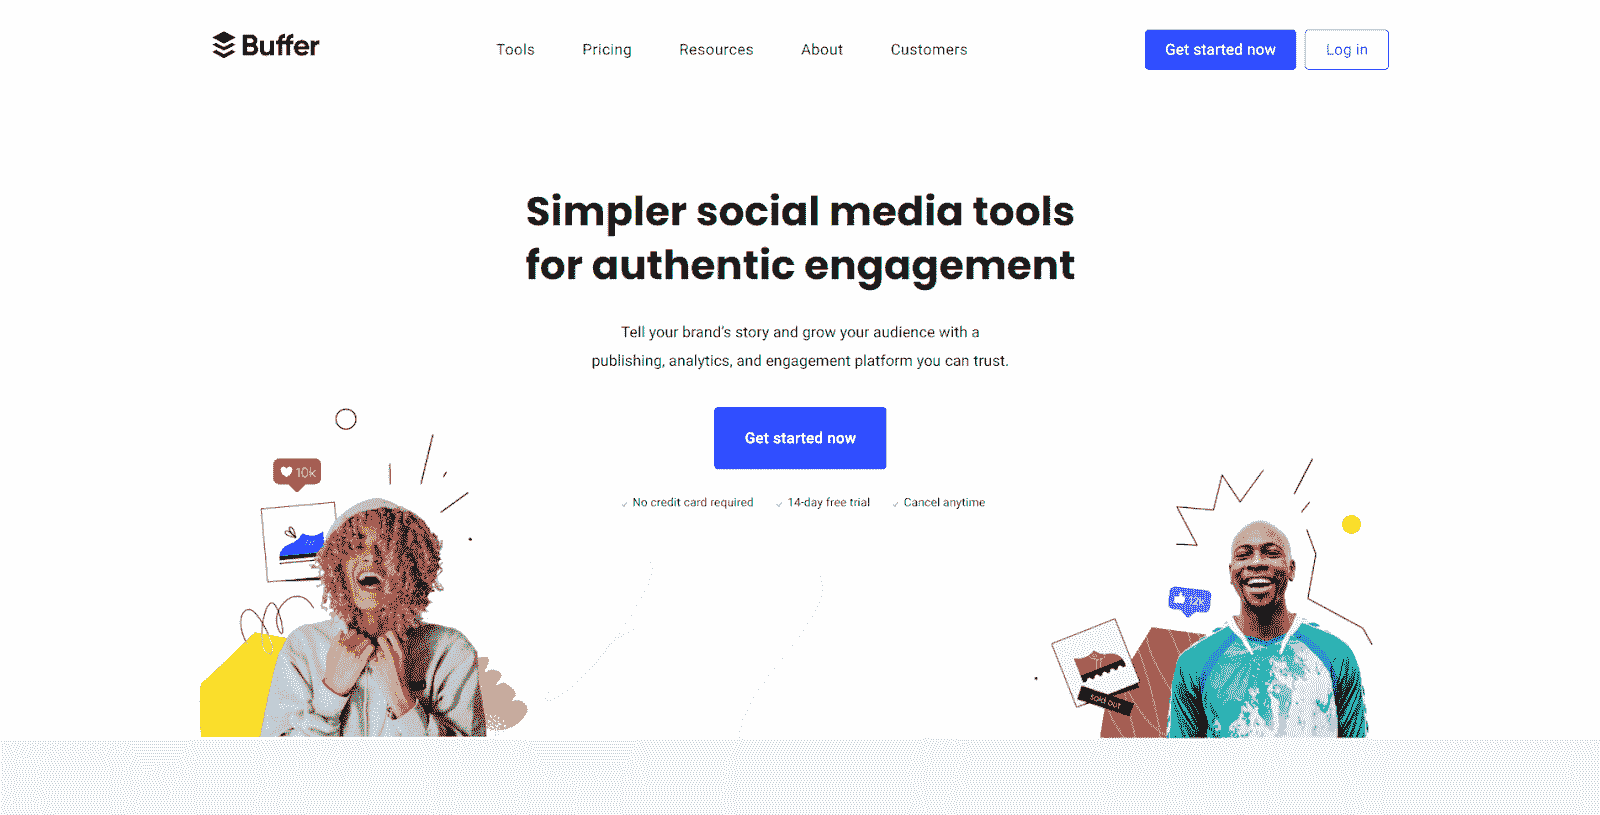 Buffer
Tools
Pricing
Resources
About
Customers
Get started now
Log in
Simpler social media tools
for authentic engagement
Tell your brand's story and grow your audience with a
publishing, analytics, and engagement platform you can trust.
Get started now
No credit card required
14-day free trial
Cancel anytime
10k
sold out